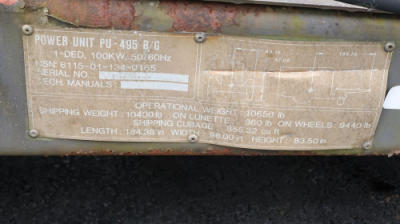 POWER UNIT PU-495 B/G
1-DED, 100KW, 50/60Hz
NSN: 6115-01-134-0165
SERIAL NO.
TECH. MANUALS:
OPERATIONAL WEIGHT: 10650 lb
SHIPPING WEIGHT: 10400 lb ON LUNETTE: 960 lb ON WHEELS: 9440 lb
SHIPPING CUBAGE: 856.32 cu ft
LENGTH: 184.38 in WIDTH: 96.00 in HEIGHT: 83.50 in